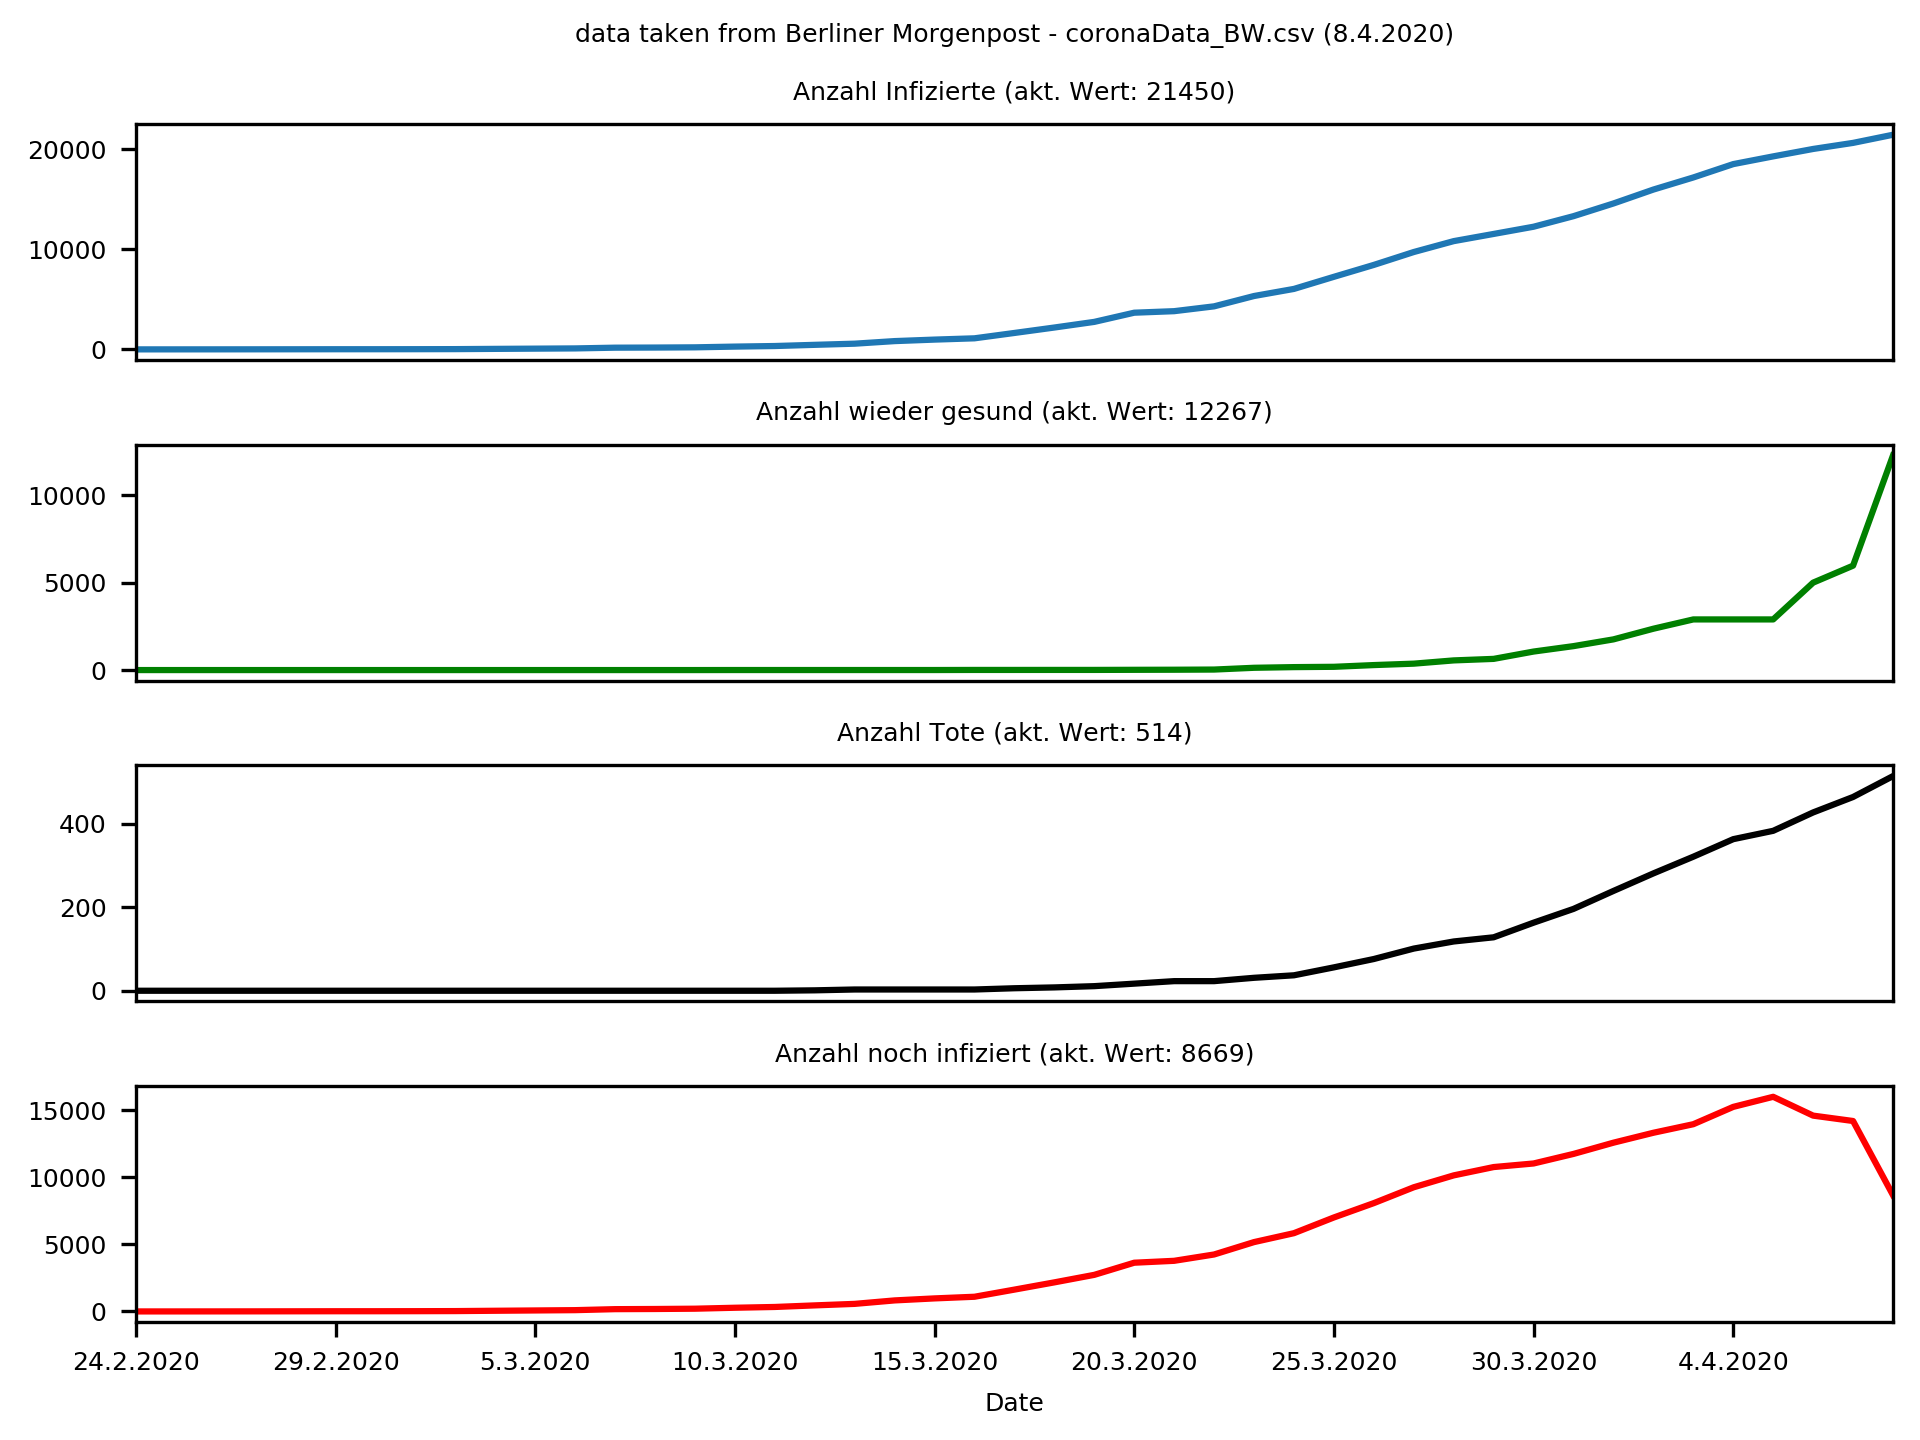 data taken from Berliner Morgenpost - coronaData_BW.csv (8.4.2020)
Anzahl Infizierte (akt. Wert: 21450)
20000
10000
0
Anzahl wieder gesund (akt. Wert: 12267)
10000
5000
0
Anzahl Tote (akt. Wert: 514)
400
200
0
Anzahl noch infiziert (akt. Wert: 8669)
15000
10000
5000
0
24.2.2020 29.2.2020 5.3.2020 10.3.2020 15.3.2020 20.3.2020 25.3.2020 30.3.2020 4.4.2020
Date